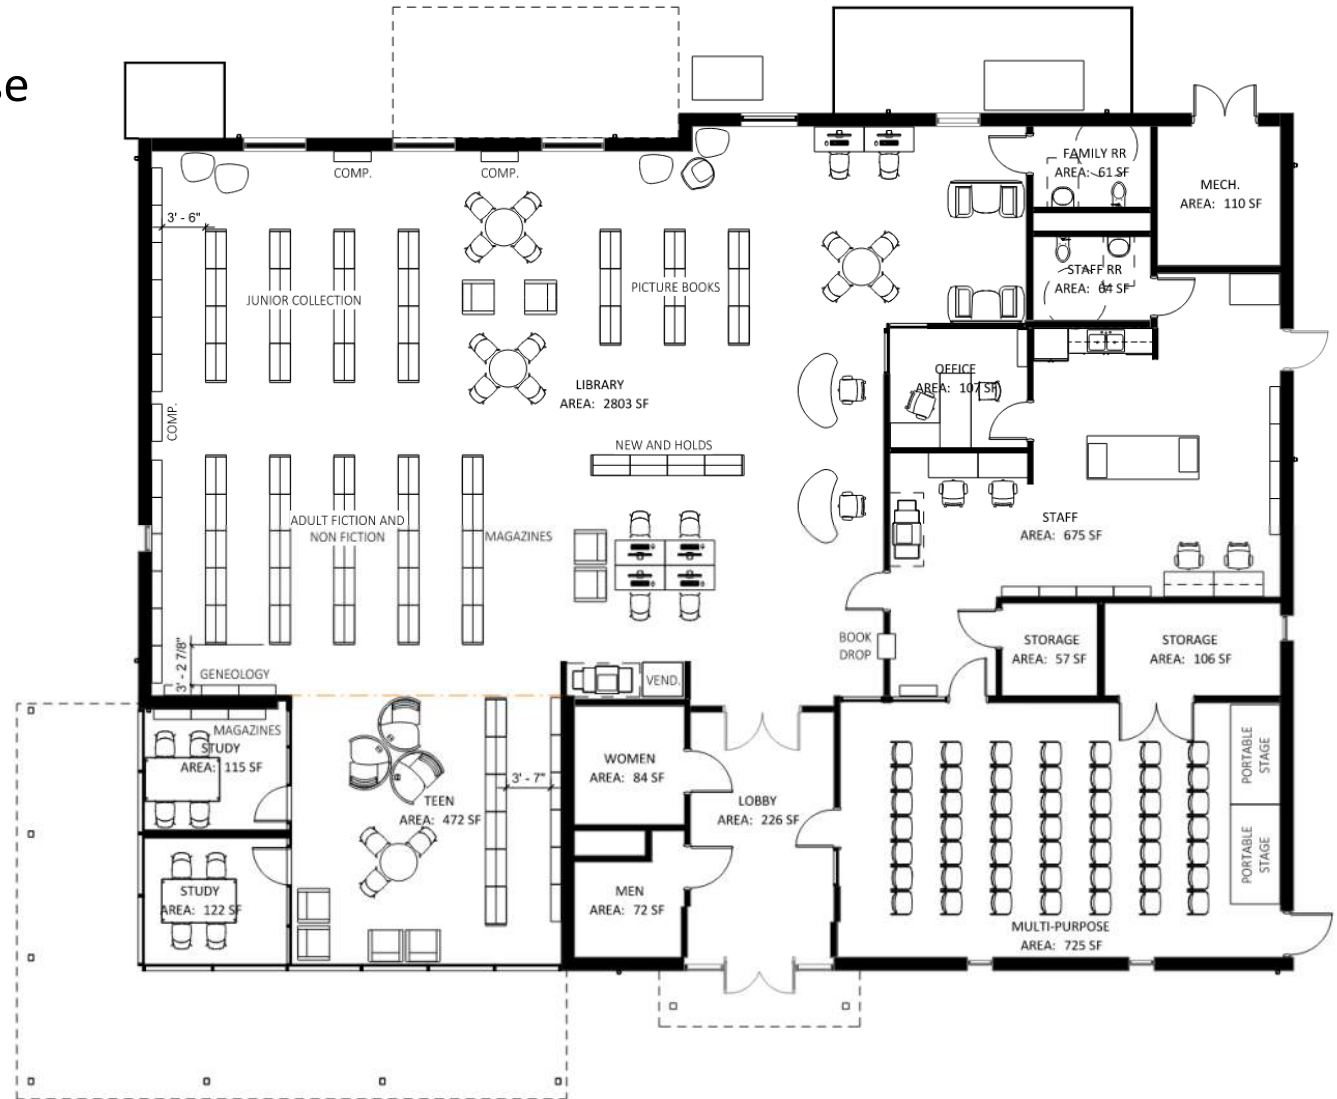 se
FAMILY RR
AREA: 61 SF
MECH.
AREA: 110 SF
COMP.
COMP.
3' - 6"
STAFF RR
AREA: 64 SF
JUNIOR COLLECTION
PICTURE BOOKS
OFFICE
AREA: 107 SF
LIBRARY
AREA: 2803 SF
COMP.
NEW AND HOLDS
ADULT FICTION AND
NON FICTION
MAGAZINES
STAFF
AREA: 675 SF
BOOK
DROP
STORAGE
AREA: 57 SF
STORAGE
AREA: 106 SF
3' - 2 7/8"
GENEOLOGY
VEND.
MAGAZINES
STUDY
AREA: 115 SF
3' - 7"
TEEN
AREA: 472 SF
WOMEN
AREA: 84 SF
LOBBY
AREA: 226 SF
PORTABLE
STAGE
PORTABLE
STAGE
STUDY
AREA: 122 SF
MEN
AREA: 72 SF
MULTI-PURPOSE
AREA: 725 SF